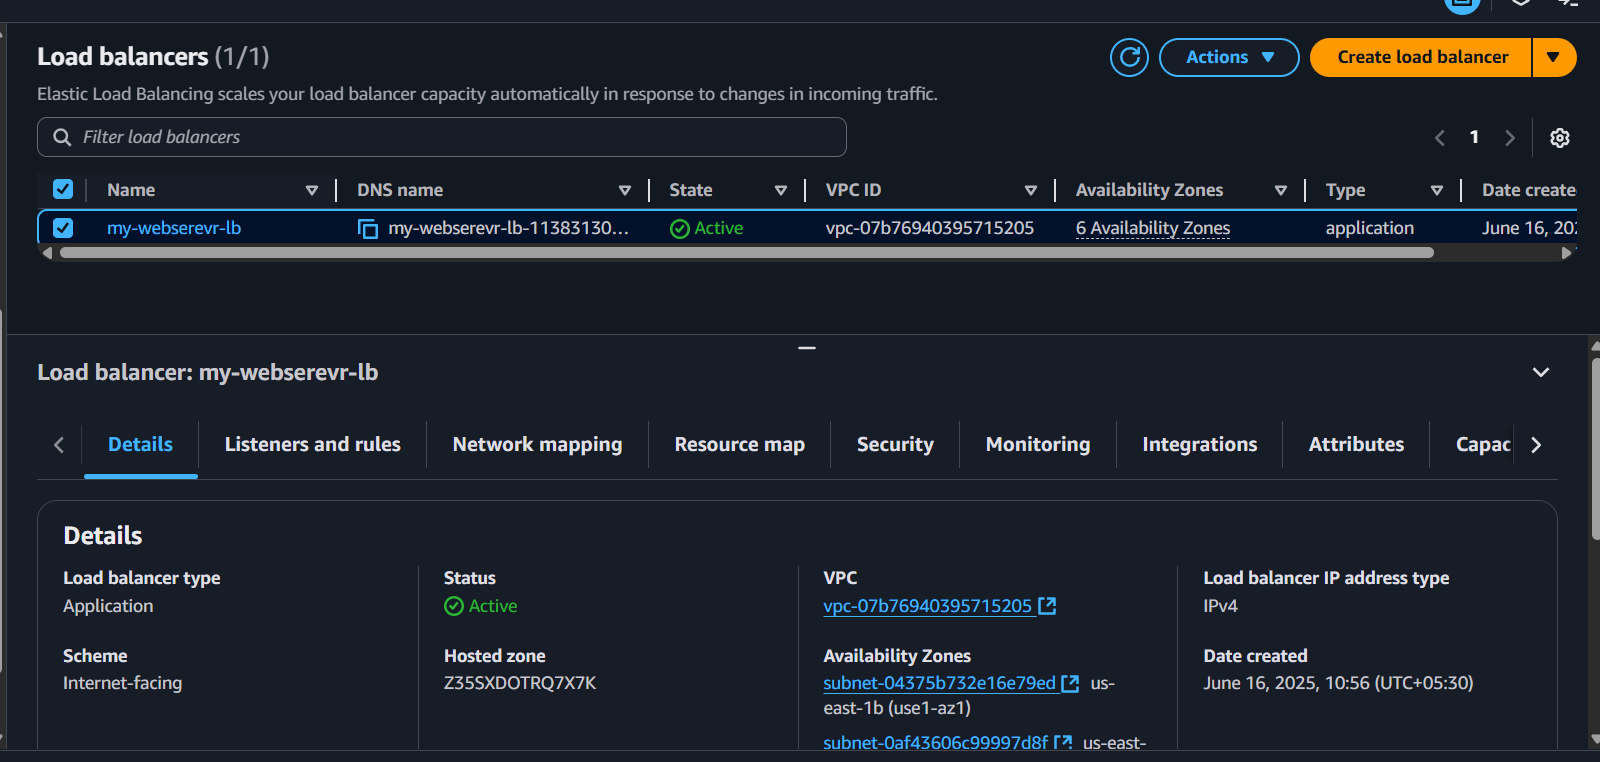 Load balancers (1/1)
Actions
Create load balancer
Elastic Load Balancing scales your load balancer capacity automatically in response to changes in incoming traffic.
Filter load balancers
1
Name DNS name State VPC ID Availability Zones Type Date create
my-webserevr-lb my-webserevr-lb-11383130... Active vpc-07b76940395715205 6 Availability Zones application June 16, 202
Load balancer: my-webserevr-lb
Details Listeners and rules Network mapping Resource map Security Monitoring Integrations Attributes Capac
Details
Load balancer type Status VPC Load balancer IP address type
Application Active vpc-07b76940395715205 IPv4
Scheme Hosted zone Availability Zones Date created
Internet-facing Z35SXDOTRQ7X7K subnet-04375b732e16e79ed us- June 16, 2025, 10:56 (UTC+05:30)
east-1b (use1-az1)
subnet-0af43606c99997d8f us-east-